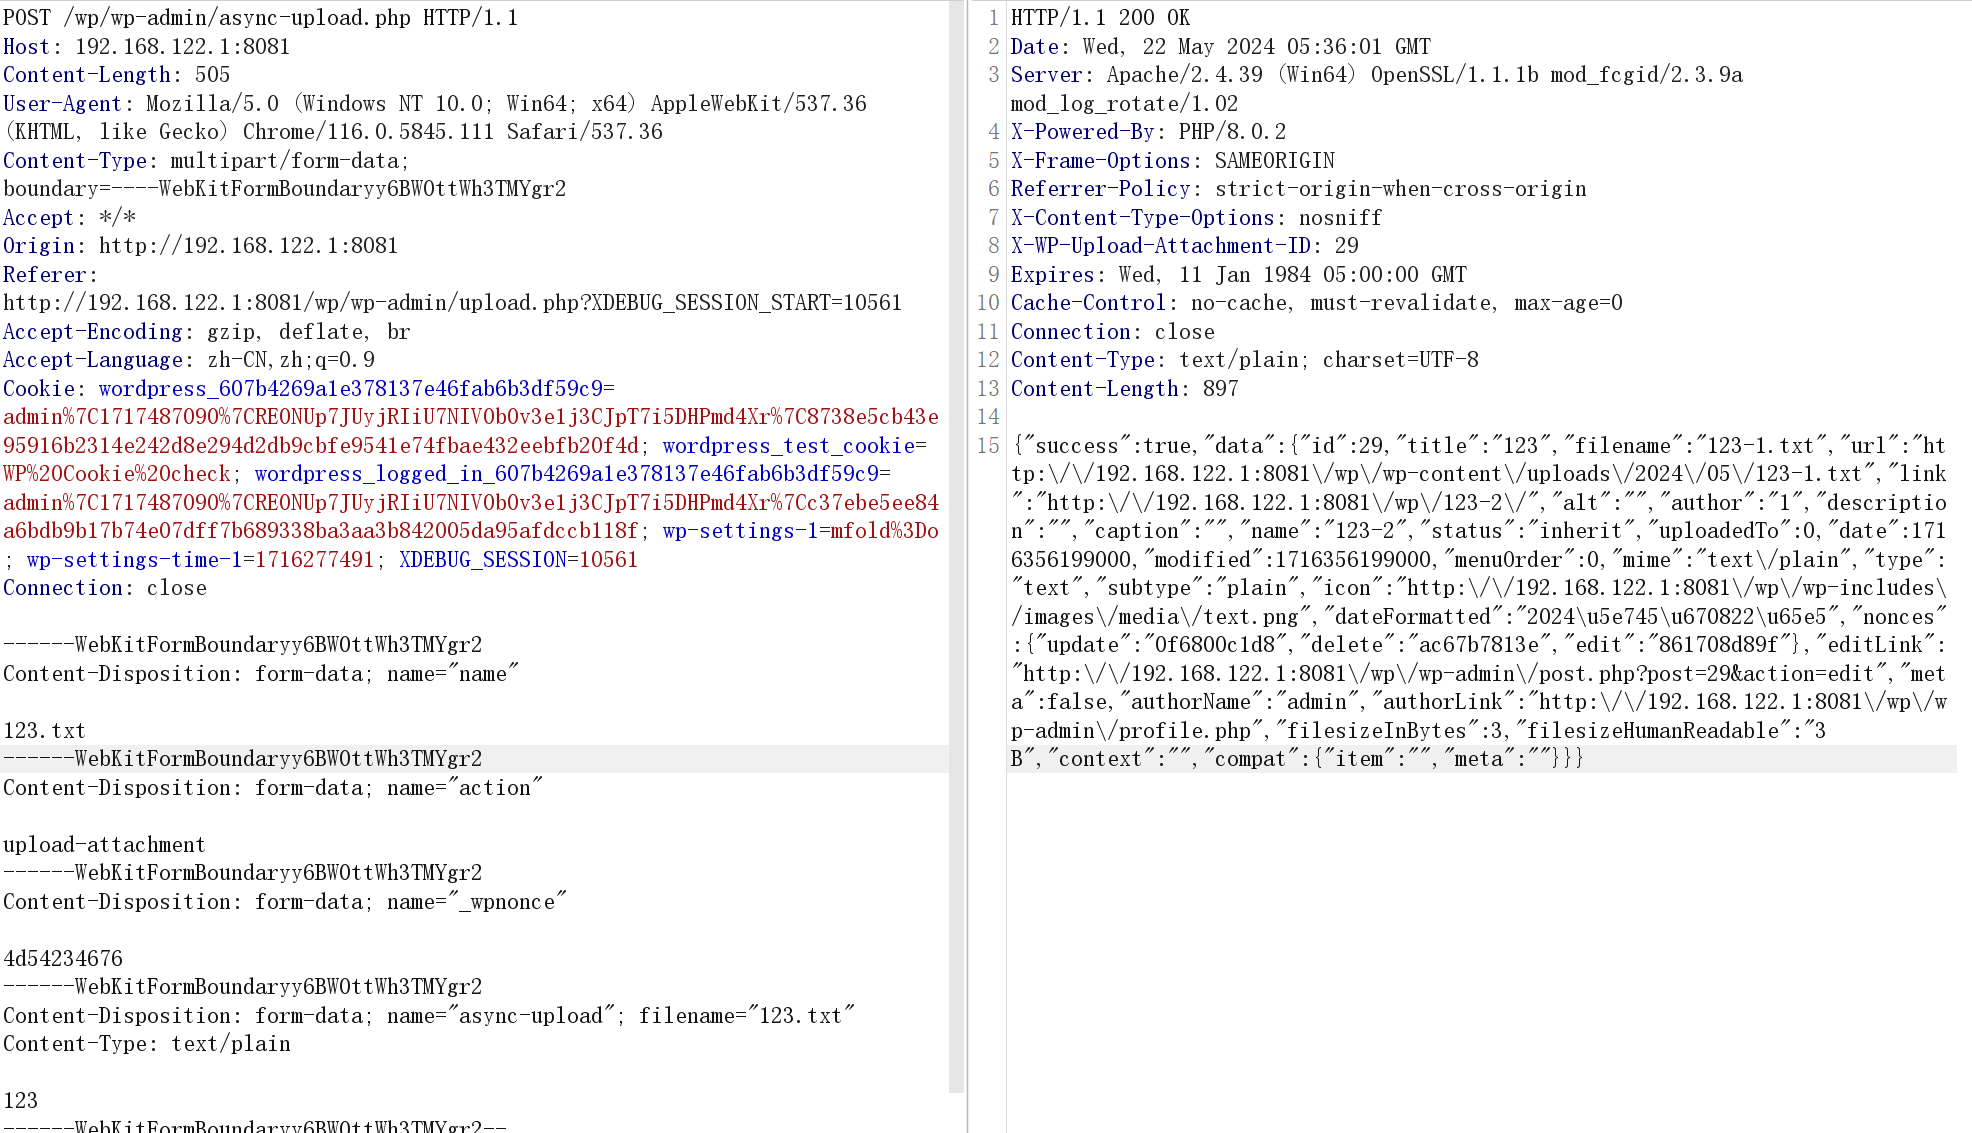 POST /wp/wp-admin/async-upload.php HTTP/1.1
Host: 192.168.122.1:8081
Content-Length: 505
User-Agent: Mozilla/5.0 (Windows NT 10.0; Win64; x64) AppleWebKit/537.36
(KHTML, like Gecko) Chrome/116.0.5845.111 Safari/537.36
Content-Type: multipart/form-data;
boundary=----WebKitFormBoundaryy6BWOttWh3TMYgr2
Accept: */*
Origin: http://192.168.122.1:8081
Referer:
http://192.168.122.1:8081/wp/wp-admin/upload.php?XDEBUG_SESSION_START=10561
Accept-Encoding: gzip, deflate, br
Accept-Language: zh-CN,zh;q=0.9
Cookie: wordpress_607b4269a1e378137e46fab6b3df59c9=
admin%7C1717487090%7CREONUp7JUyjRIiU7NIVOb0v3e1j3CJpT7i5DHPmd4Xr%7C8738e5cb43e
95916b2314e242d8e294d2db9cbfe9541e74fbae432eebfb20f4d; wordpress_test_cookie=
WP%20Cookie%20check; wordpress_logged_in_607b4269a1e378137e46fab6b3df59c9=
admin%7C1717487090%7CREONUp7JUyjRIiU7NIVOb0v3e1j3CJpT7i5DHPmd4Xr%7Cc37ebe5ee84
a6bdb9b17b74e07dff7b689338ba3aa3b842005da95afdccb118f; wp-settings-1=mfold%3Do
; wp-settings-time-1=1716277491; XDEBUG_SESSION=10561
Connection: close
------WebKitFormBoundaryy6BWOttWh3TMYgr2
Content-Disposition: form-data; name="name"
123.txt
------WebKitFormBoundaryy6BWOttWh3TMYgr2
Content-Disposition: form-data; name="action"
upload-attachment
------WebKitFormBoundaryy6BWOttWh3TMYgr2
Content-Disposition: form-data; name="_wpnonce"
4d54234676
------WebKitFormBoundaryy6BWOttWh3TMYgr2
Content-Disposition: form-data; name="async-upload"; filename="123.txt"
Content-Type: text/plain
123
------WebKitFormBoundaryy6BWOttWh3TMYgr2--
1 HTTP/1.1 200 OK
2 Date: Wed, 22 May 2024 05:36:01 GMT
3 Server: Apache/2.4.39 (Win64) OpenSSL/1.1.1b mod_fcgid/2.3.9a
mod_log_rotate/1.02
4 X-Powered-By: PHP/8.0.2
5 X-Frame-Options: SAMEORIGIN
6 Referrer-Policy: strict-origin-when-cross-origin
7 X-Content-Type-Options: nosniff
8 X-WP-Upload-Attachment-ID: 29
9 Expires: Wed, 11 Jan 1984 05:00:00 GMT
10 Cache-Control: no-cache, must-revalidate, max-age=0
11 Connection: close
12 Content-Type: text/plain; charset=UTF-8
13 Content-Length: 897
14
15 {"success":true,"data":{"id":29,"title":"123","filename":"123-1.txt","url":"ht
tp:\/\/192.168.122.1:8081\/wp\/wp-content\/uploads\/2024\/05\/123-1.txt","link
":"http:\/\/192.168.122.1:8081\/wp\/123-2\/","alt":"","author":"1","descriptio
n":"","caption":"","name":"123-2","status":"inherit","uploadedTo":0,"date":171
6356199000,"modified":1716356199000,"menuOrder":0,"mime":"text\/plain","type":
"text","subtype":"plain","icon":"http:\/\/192.168.122.1:8081\/wp\/wp-includes\
/images\/media\/text.png","dateFormatted":"2024\u5e745\u670822\u65e5","nonces"
:{"update":"0f6800c1d8","delete":"ac67b7813e","edit":"861708d89f"},"editLink":
"http:\/\/192.168.122.1:8081\/wp\/wp-admin\/post.php?post=29&action=edit","met
a":false,"authorName":"admin","authorLink":"http:\/\/192.168.122.1:8081\/wp\/w
p-admin\/profile.php","filesizeInBytes":3,"filesizeHumanReadable":"3
B","context":"","compat":{"item":"","meta":""}}}